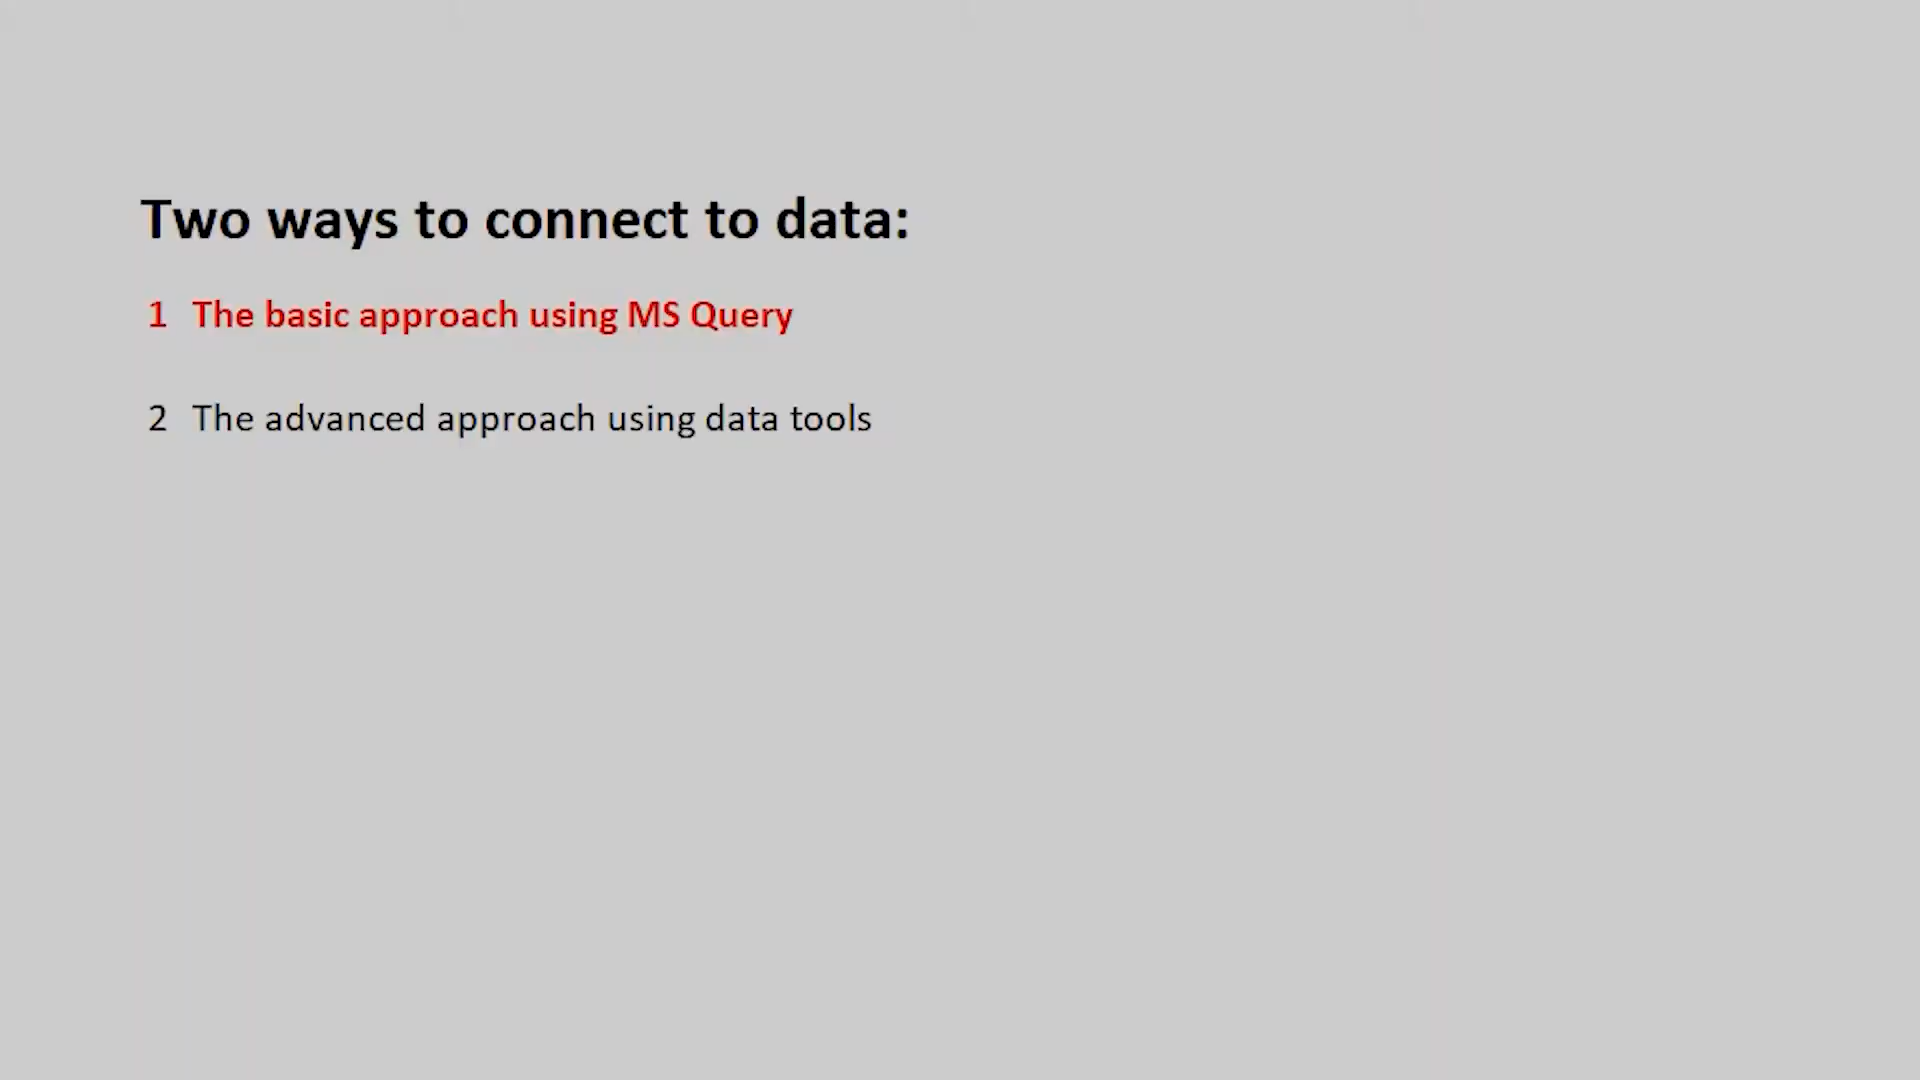 Two ways to connect to data:
1 The basic approach using MS Query
2 The advanced approach using data tools